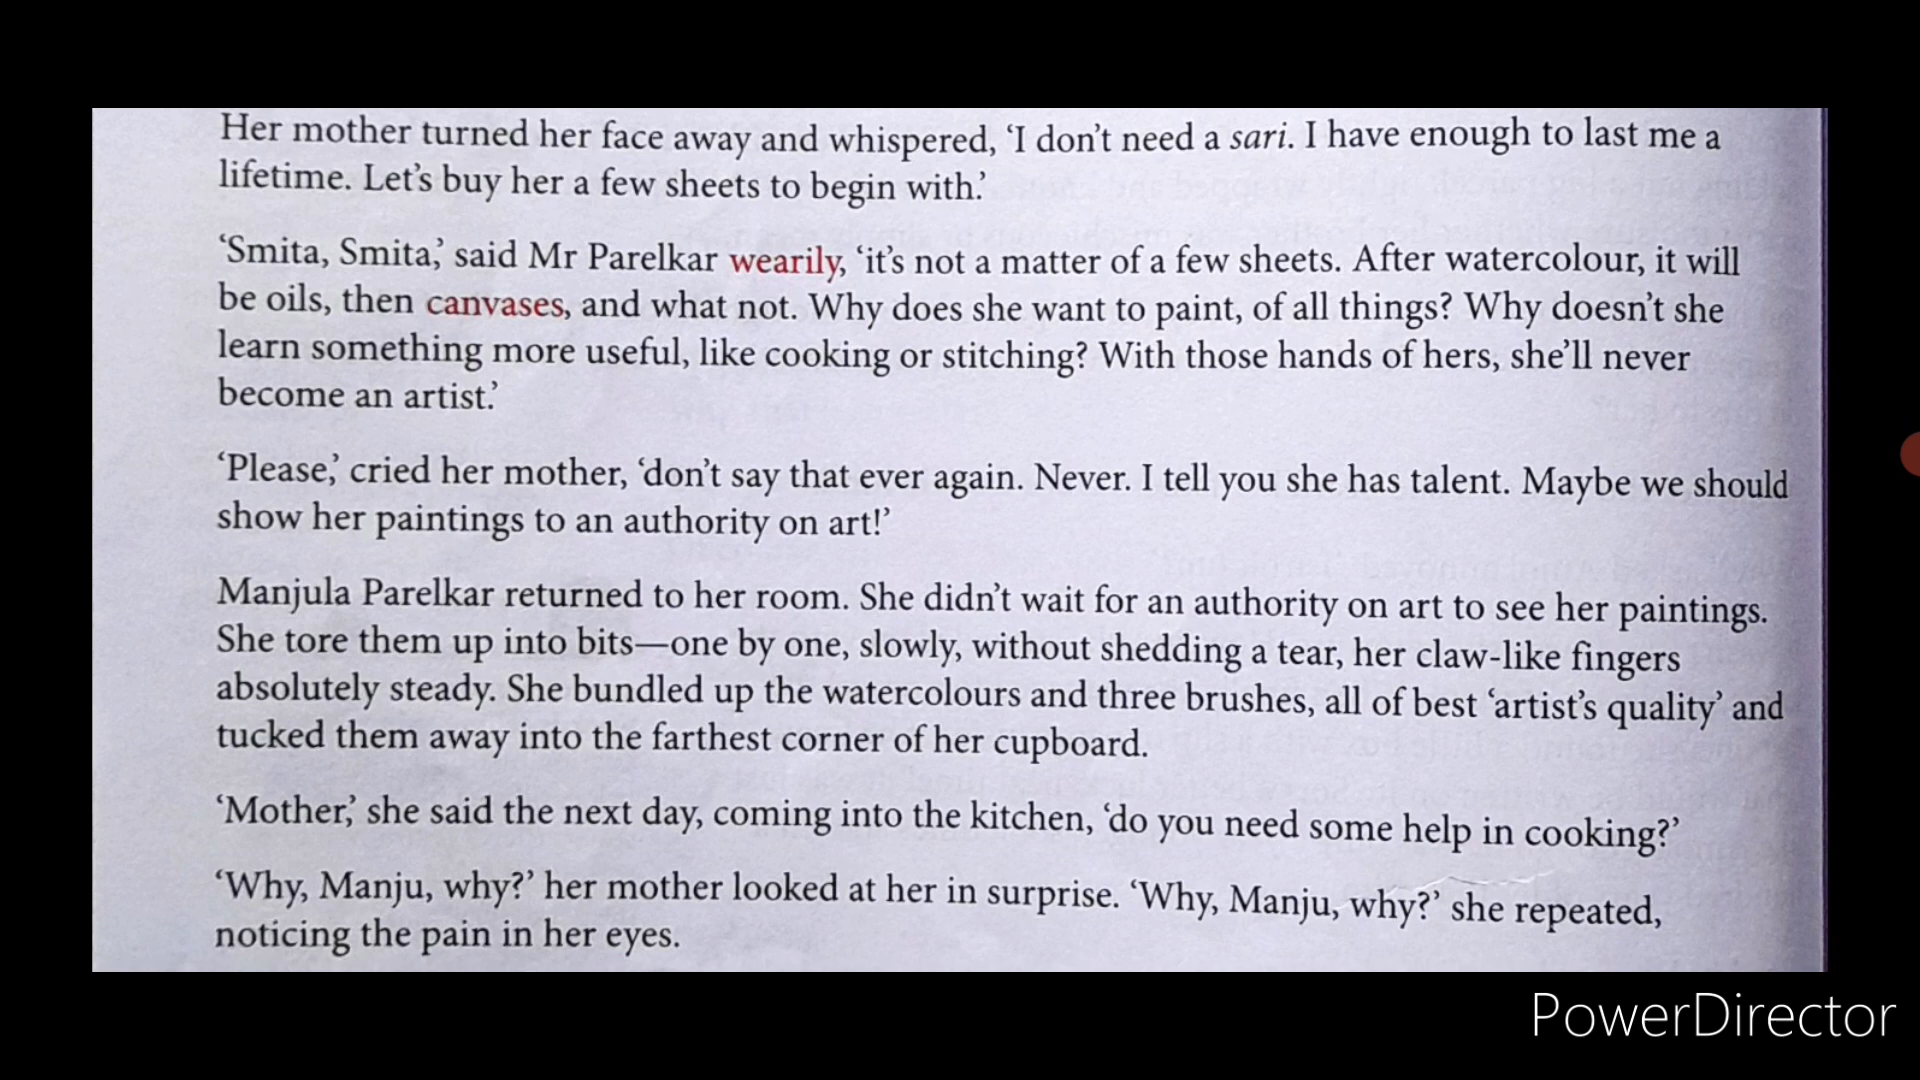 Her mother turned her face away and whispered, ‘I don’t need a sari. I have enough to last me a
lifetime. Let’s buy her a few sheets to begin with.’
‘Smita, Smita,’ said Mr Parelkar wearily, ‘it’s not a matter of a few sheets. After watercolour, it will
be oils, then canvases, and what not. Why does she want to paint, of all things? Why doesn’t she
learn something more useful, like cooking or stitching? With those hands of hers, she’ll never
become an artist.’
‘Please,’ cried her mother, ‘don’t say that ever again. Never. I tell you she has talent. Maybe we should
show her paintings to an authority on art!’
Manjula Parelkar returned to her room. She didn’t wait for an authority on art to see her paintings.
She tore them up into bits—one by one, slowly, without shedding a tear, her claw-like fingers
absolutely steady. She bundled up the watercolours and three brushes, all of best ‘artist’s quality’ and
tucked them away into the farthest corner of her cupboard.
‘Mother,’ she said the next day, coming into the kitchen, ‘do you need some help in cooking?’
‘Why, Manju, why?’ her mother looked at her in surprise. ‘Why, Manju, why?’ she repeated,
noticing the pain in her eyes.
PowerDirector